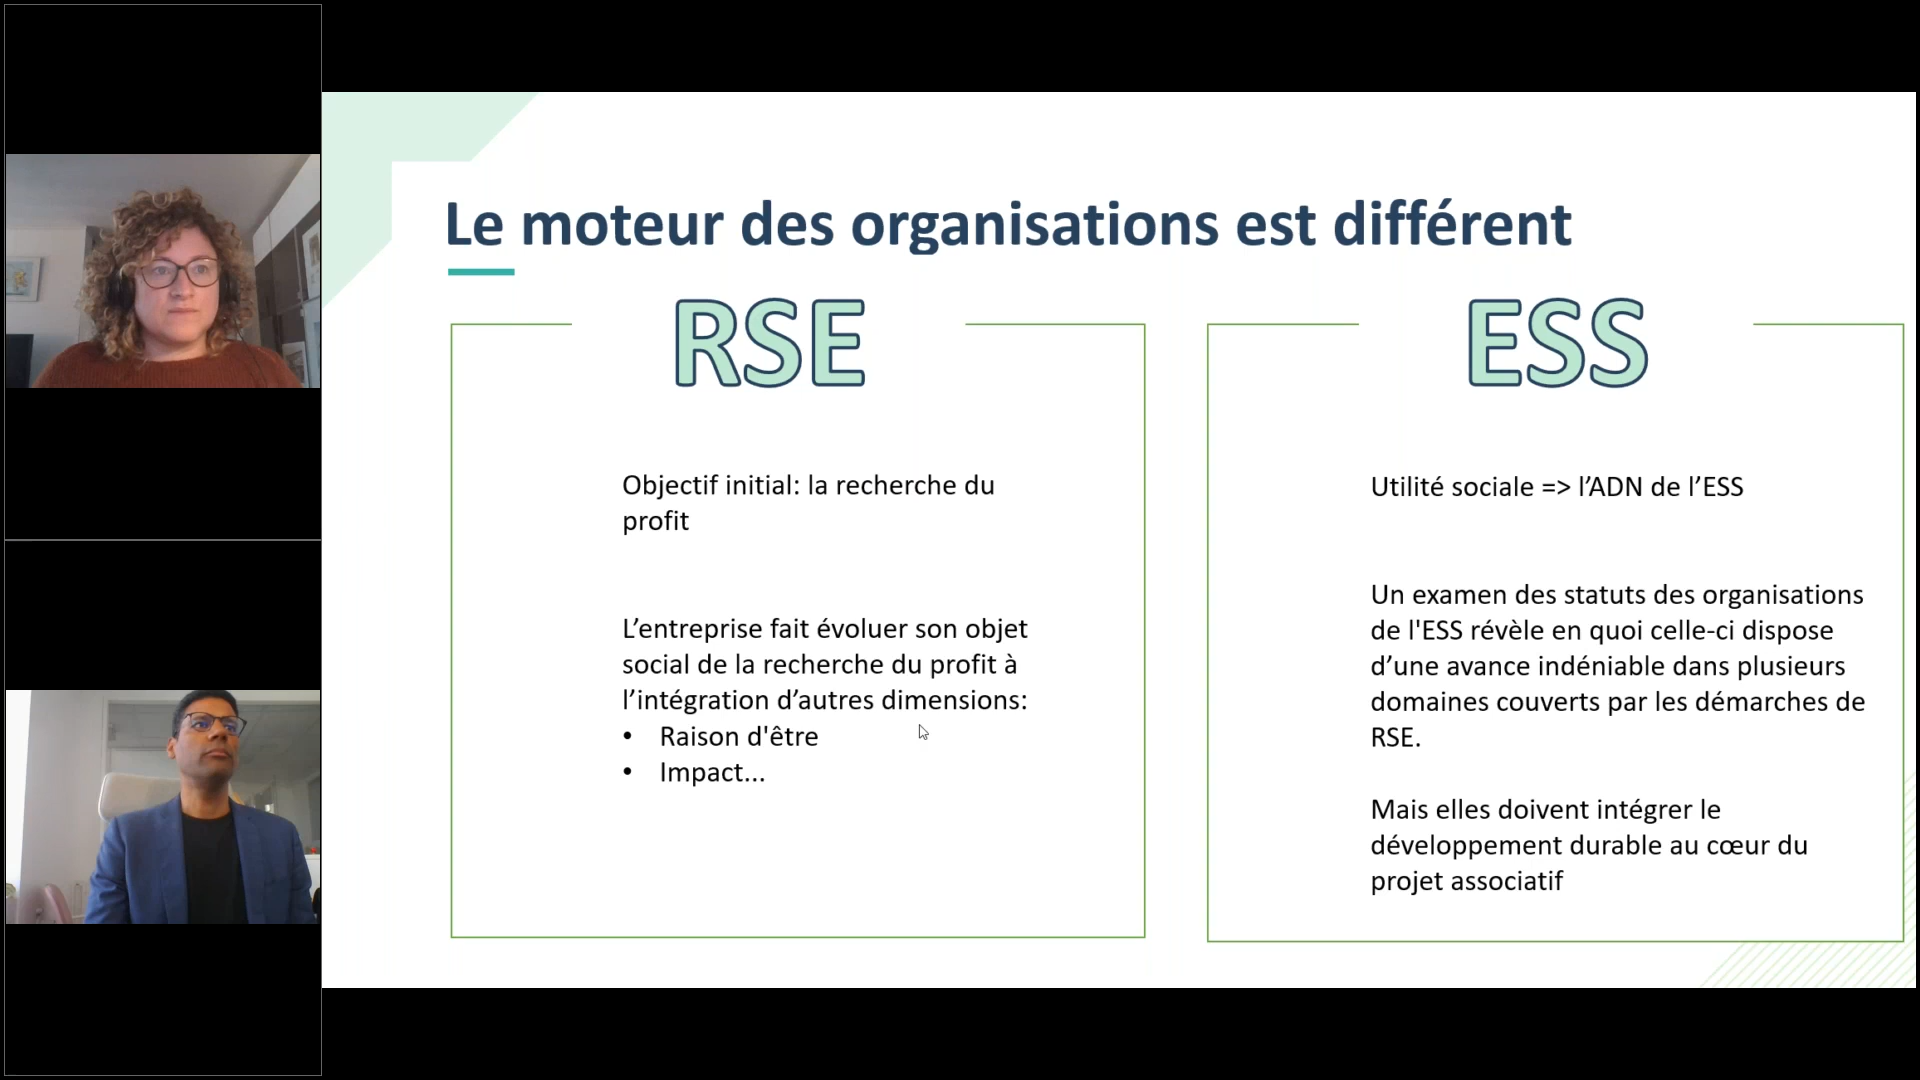 Le moteur des organisations est différent
RSE
Objectif initial: la recherche du
profit
L’entreprise fait évoluer son objet
social de la recherche du profit à
l’intégration d’autres dimensions:
• Raison d'être
• Impact...
ESS
Utilité sociale => l’ADN de l’ESS
Un examen des statuts des organisations
de l'ESS révèle en quoi celle-ci dispose
d’une avance indéniable dans plusieurs
domaines couverts par les démarches de
RSE.
Mais elles doivent intégrer le
développement durable au cœur du
projet associatif